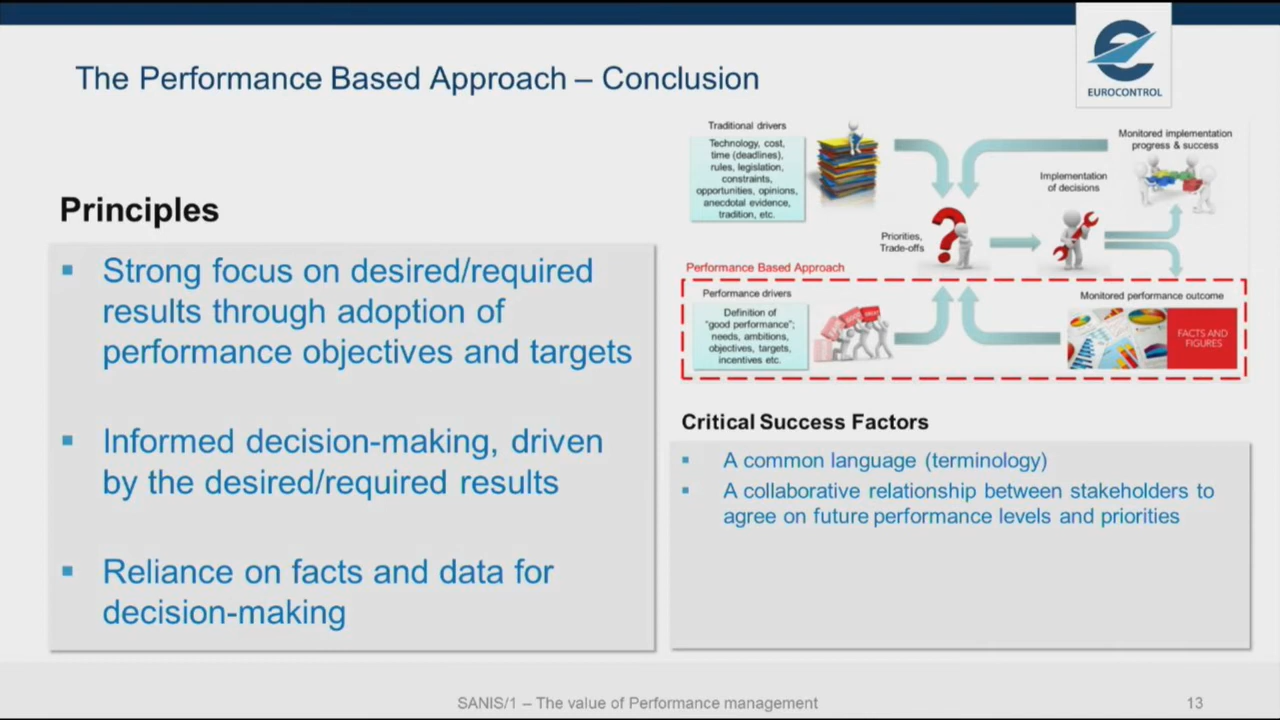 The Performance Based Approach – Conclusion
EUROCONTROL
Principles
▪ Strong focus on desired/required
results through adoption of
performance objectives and targets
▪ Informed decision-making, driven
by the desired/required results
▪ Reliance on facts and data for
decision-making
Traditional drivers
Technology, cost,
time (deadlines),
rules, legislation,
constraints,
opportunities, opinions,
anecdotal evidence,
tradition, etc.
Monitored implementation
progress & success
Implementation
of decisions
Priorities,
Trade-offs
Performance Based Approach
Performance drivers
Definition of
"good performance";
needs, ambitions,
objectives, targets,
incentives etc.
Monitored performance outcome
FACTS AND
FIGURES
Critical Success Factors
▪ A common language (terminology)
▪ A collaborative relationship between stakeholders to
agree on future performance levels and priorities
SANIS/1 – The value of Performance management
13